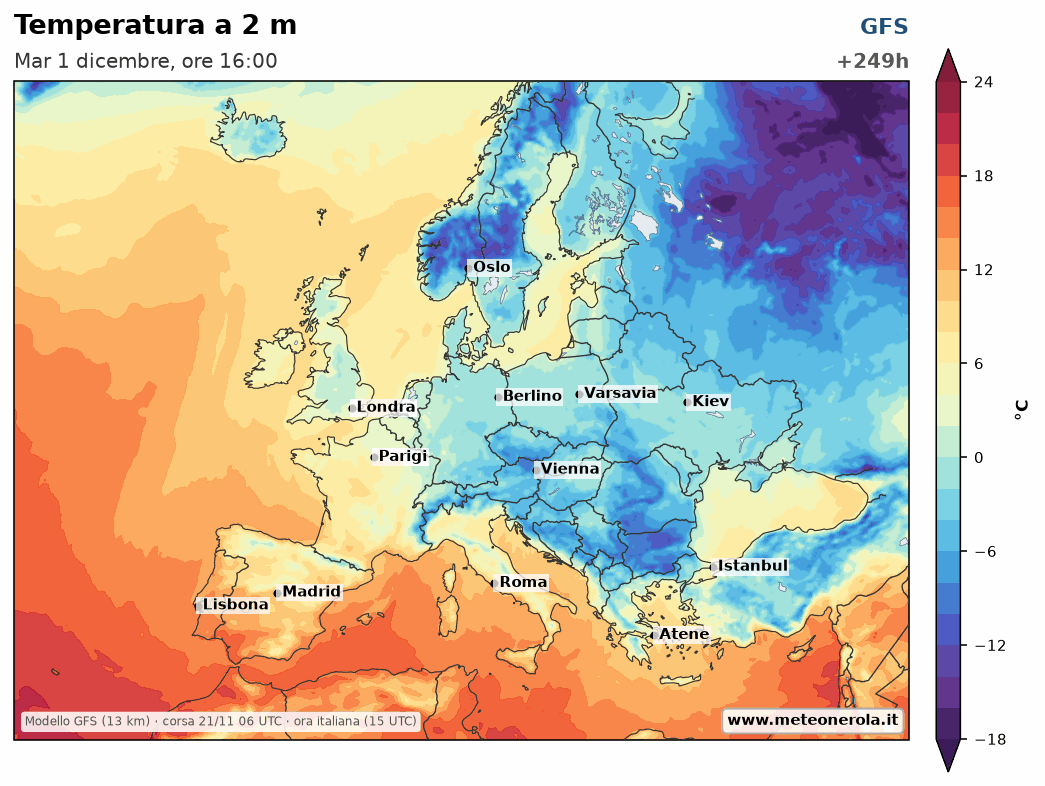 Temperatura a 2 m
GFS
Mar 1 dicembre, ore 16:00
+249h
24
18
12
6
0
−6
−12
−18
°C
Oslo
Berlino
Varsavia
Kiev
Londra
Parigi
Vienna
Istanbul
Roma
Madrid
Lisbona
Atene
Modello GFS (13 km) · corsa 21/11 06 UTC · ora italiana (15 UTC)
www.meteonerola.it